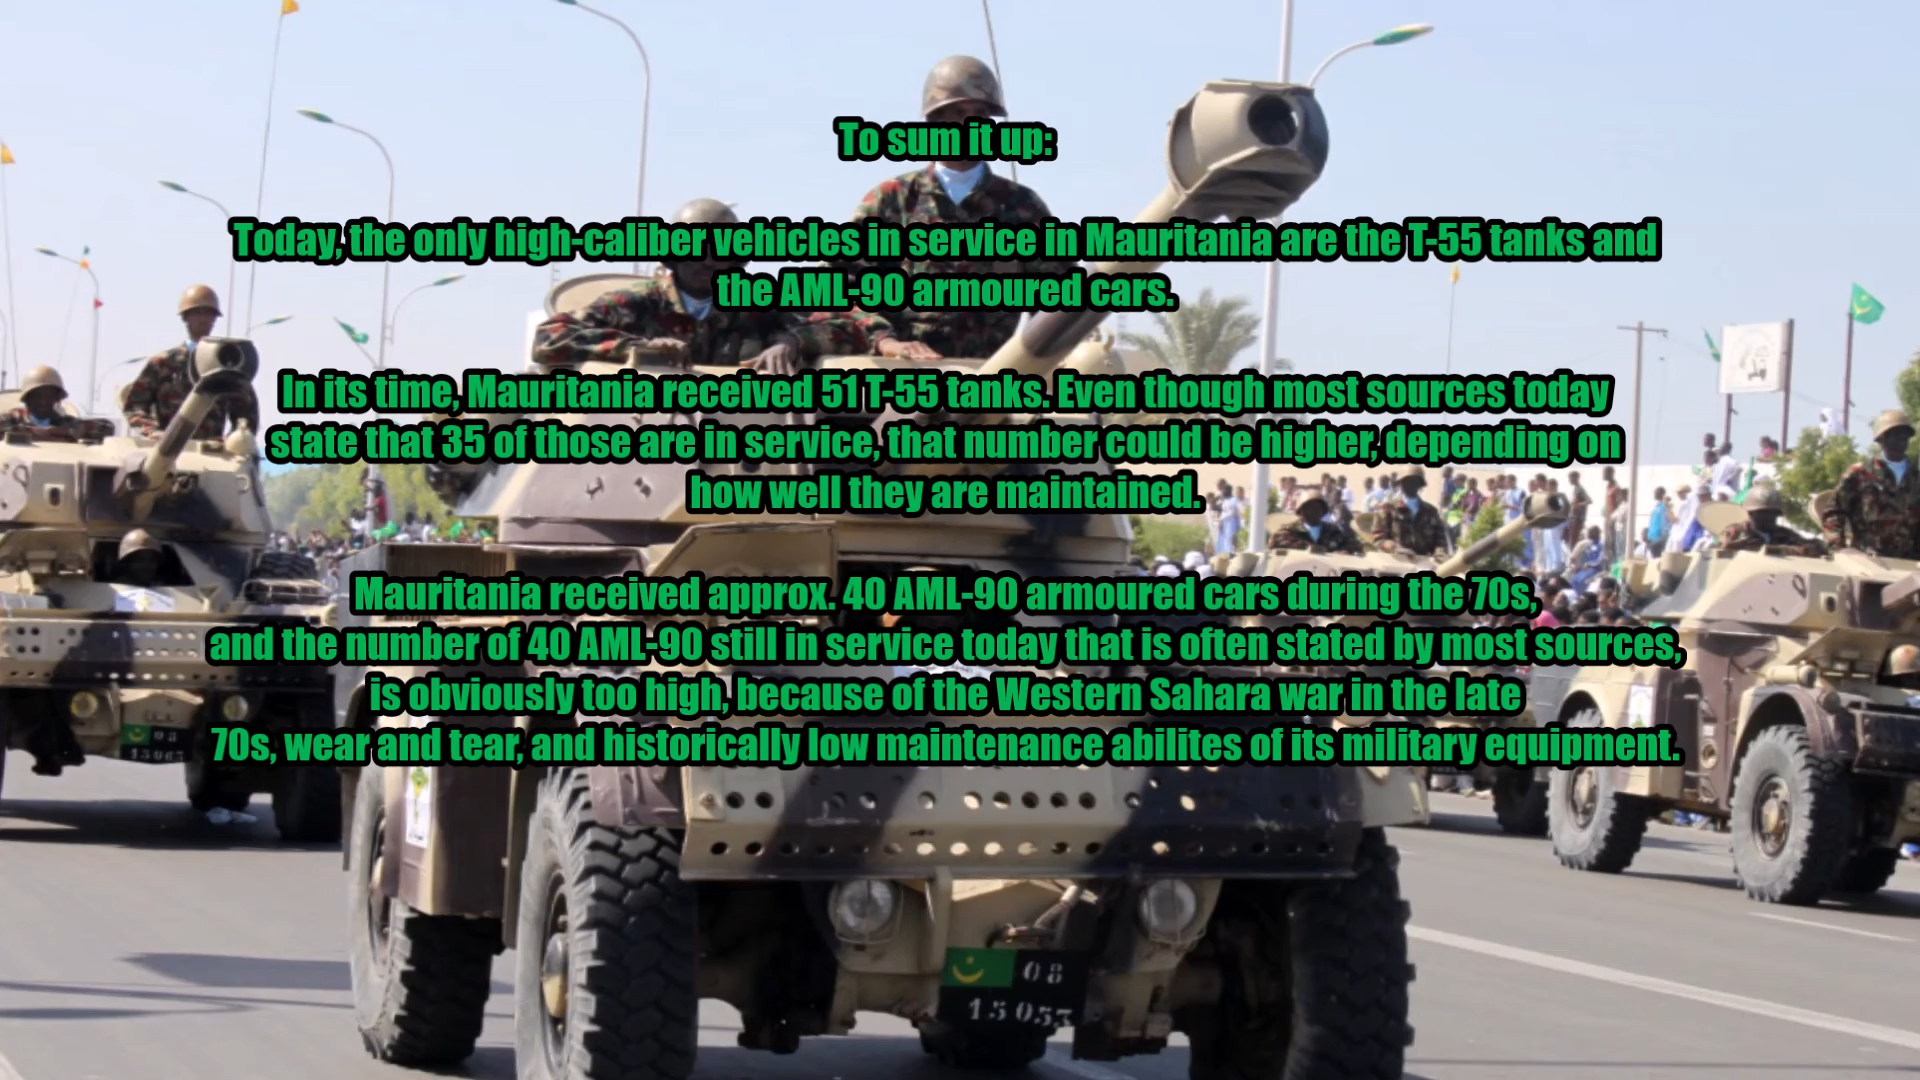 To sum it up:
Today, the only high-caliber vehicles in service in Mauritania are the T-55 tanks and
the AML-90 armoured cars.
In its time, Mauritania received 51 T-55 tanks. Even though most sources today
state that 35 of those are in service, that number could be higher, depending on
how well they are maintained.
Mauritania received approx. 40 AML-90 armoured cars during the 70s,
and the number of 40 AML-90 still in service today that is often stated by most sources,
is obviously too high, because of the Western Sahara war in the late
70s, wear and tear, and historically low maintenance abilites of its military equipment.
08
15053